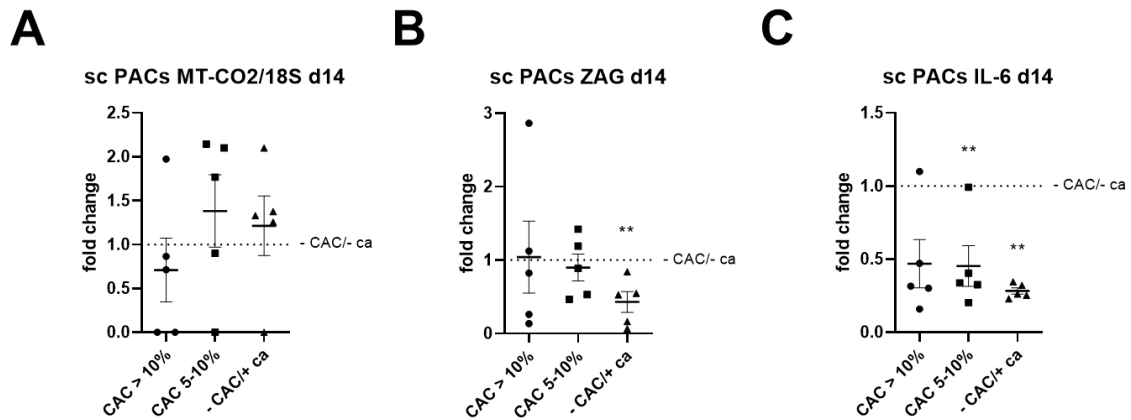 A
sc PACs MT-CO2/18S d14
fold change
2.5
2.0
1.5
1.0
0.5
0.0
- CAC/- ca
CAC > 10%
CAC 5-10%
- CAC/+ ca
B
sc PACs ZAG d14
fold change
3
2
1
0
**
- CAC/- ca
CAC > 10%
CAC 5-10%
- CAC/+ ca
C
sc PACs IL-6 d14
fold change
1.5
1.0
0.5
0.0
**
**
- CAC/- ca
CAC > 10%
CAC 5-10%
- CAC/+ ca